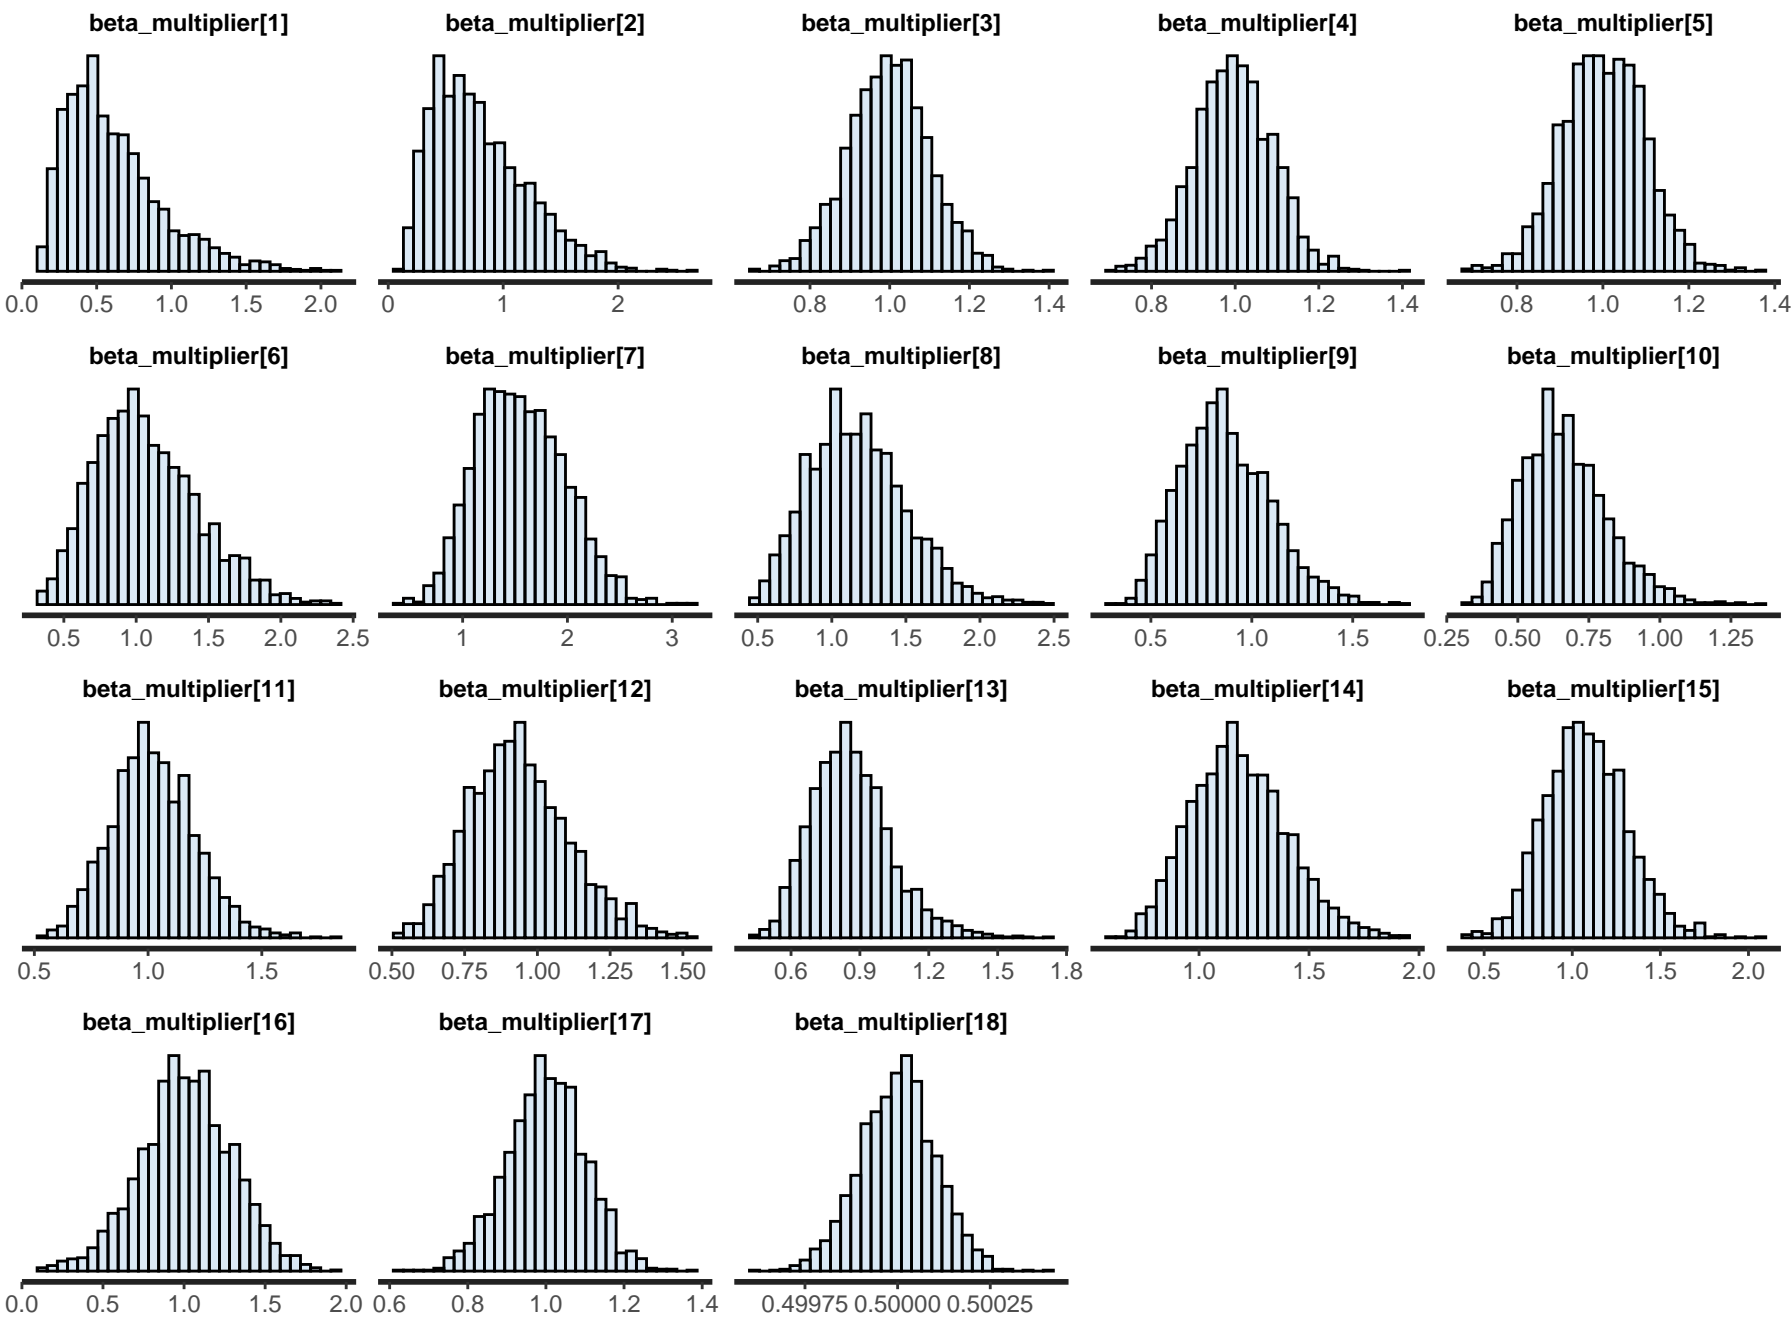 beta_multiplier[1] beta_multiplier[2] beta_multiplier[3] beta_multiplier[4] beta_multiplier[5]
0.0 0.5 1.0 1.5 2.0 0 1 2 0.8 1.0 1.2 1.4 0.8 1.0 1.2 1.4 0.8 1.0 1.2 1.4
beta_multiplier[6] beta_multiplier[7] beta_multiplier[8] beta_multiplier[9] beta_multiplier[10]
0.5 1.0 1.5 2.0 2.5 1 2 3 0.5 1.0 1.5 2.0 2.5 0.5 1.0 1.5 0.25 0.50 0.75 1.00 1.25
beta_multiplier[11] beta_multiplier[12] beta_multiplier[13] beta_multiplier[14] beta_multiplier[15]
0.5 1.0 1.5 0.50 0.75 1.00 1.25 1.50 0.6 0.9 1.2 1.5 1.8 1.0 1.5 2.0 0.5 1.0 1.5 2.0
beta_multiplier[16] beta_multiplier[17] beta_multiplier[18]
0.0 0.5 1.0 1.5 2.0 0.6 0.8 1.0 1.2 1.4 0.49975 0.50000 0.50025